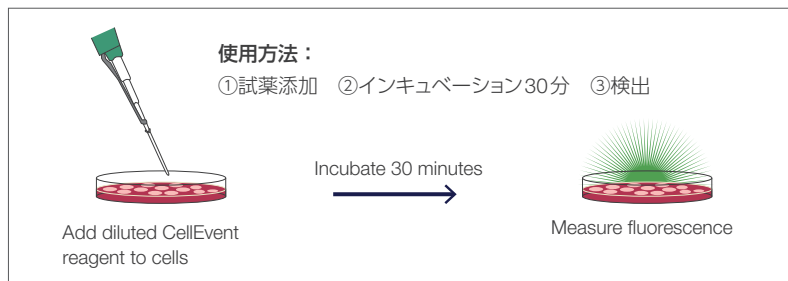 使用方法：
①試薬添加　②インキュベーション30分　③検出
Incubate 30 minutes
Add diluted CellEvent
reagent to cells
Measure fluorescence